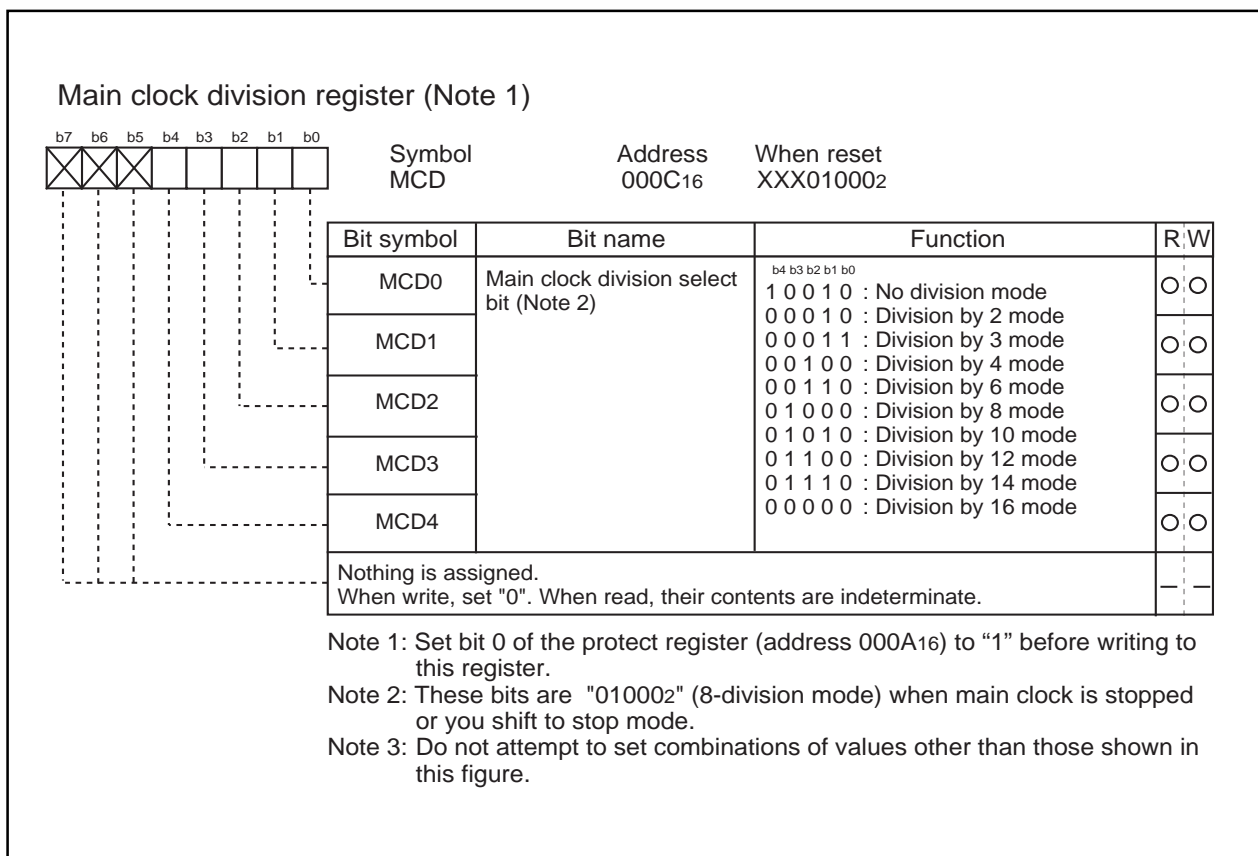 Main clock division register (Note 1)
b7 b6 b5 b4 b3 b2 b1 b0
Symbol Address When reset
MCD 000C16 XXX010002
Bit symbol Bit name Function R W
MCD0 Main clock division select
bit (Note 2)
b4 b3 b2 b1 b0
1 0 0 1 0 : No division mode
0 0 0 1 0 : Division by 2 mode
0 0 0 1 1 : Division by 3 mode
0 0 1 0 0 : Division by 4 mode
0 0 1 1 0 : Division by 6 mode
0 1 0 0 0 : Division by 8 mode
0 1 0 1 0 : Division by 10 mode
0 1 1 0 0 : Division by 12 mode
0 1 1 1 0 : Division by 14 mode
0 0 0 0 0 : Division by 16 mode
MCD1
MCD2
MCD3
MCD4
Nothing is assigned.
When write, set "0". When read, their contents are indeterminate.
Note 1: Set bit 0 of the protect register (address 000A16) to “1” before writing to
this register.
Note 2: These bits are "010002" (8-division mode) when main clock is stopped
or you shift to stop mode.
Note 3: Do not attempt to set combinations of values other than those shown in
this figure.